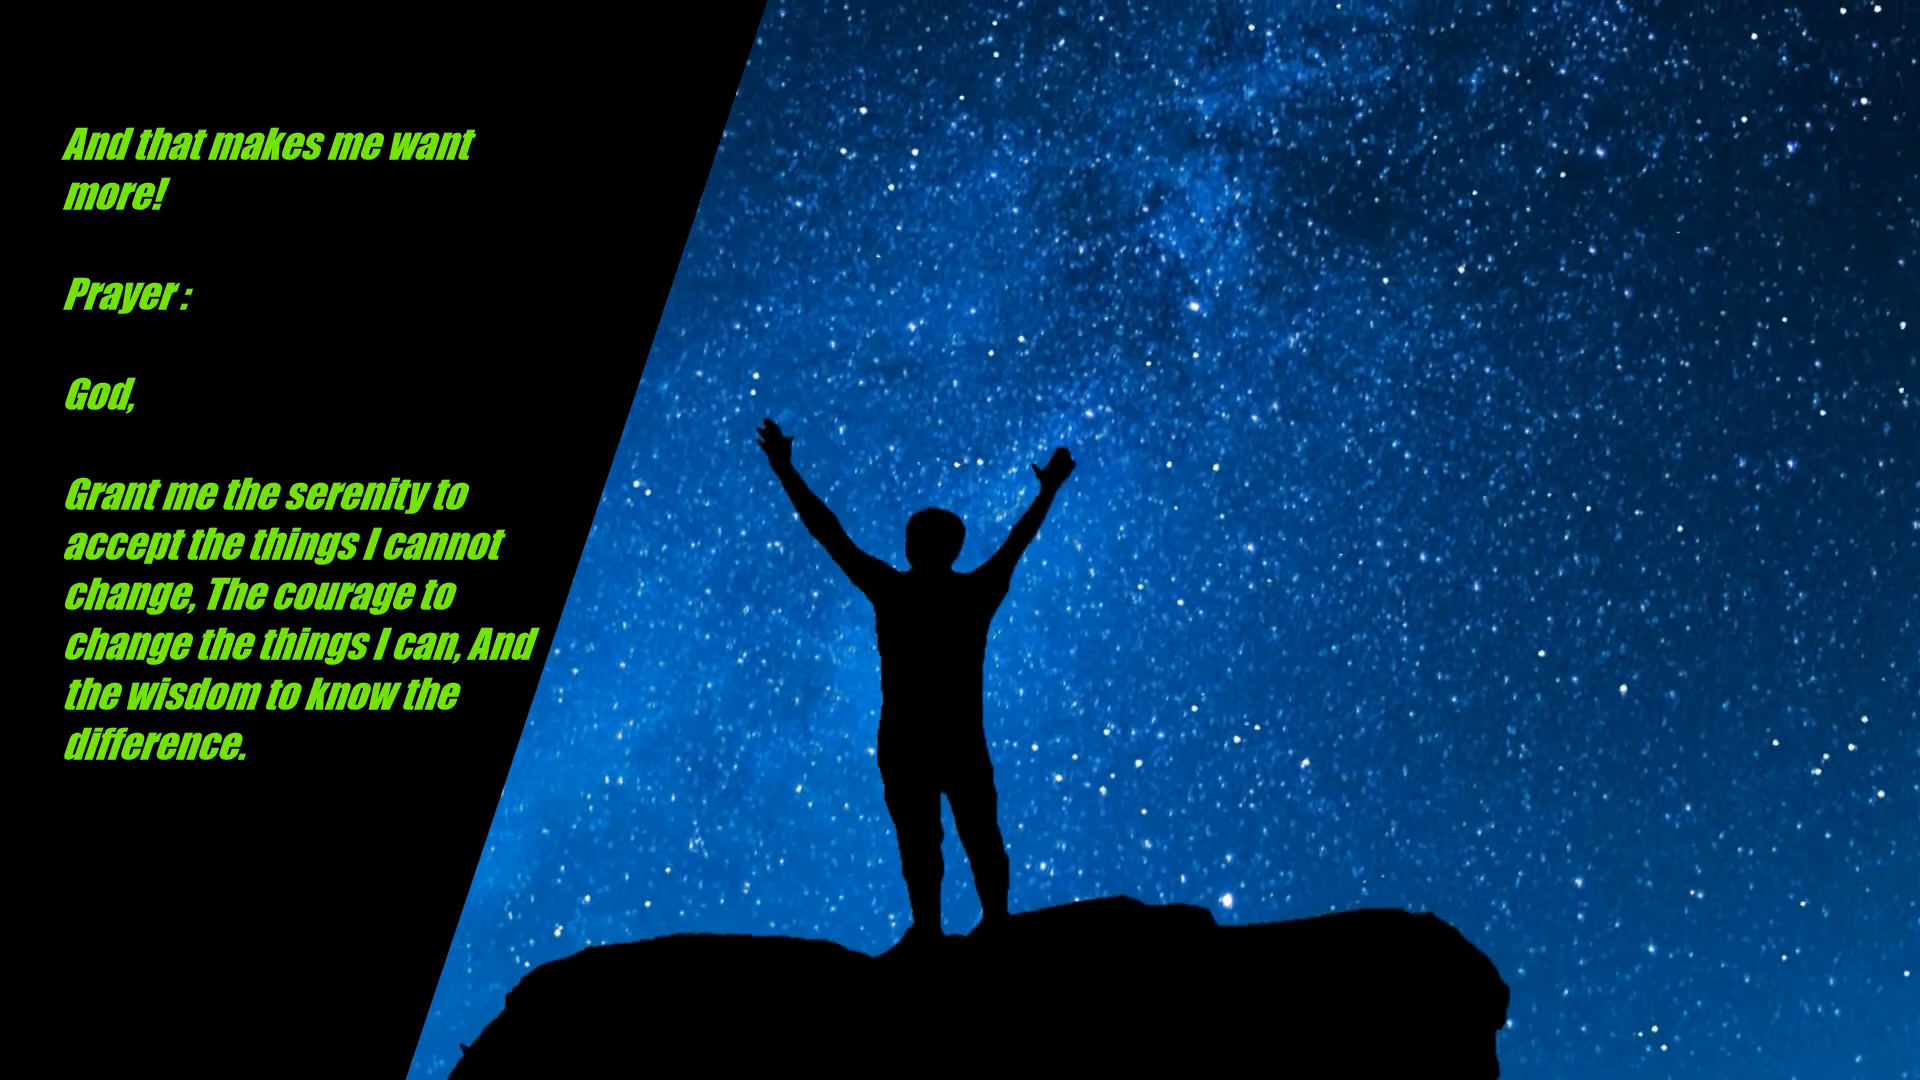 And that makes me want
more!
Prayer :
God,
Grant me the serenity to
accept the things I cannot
change, The courage to
change the things I can, And
the wisdom to know the
difference.